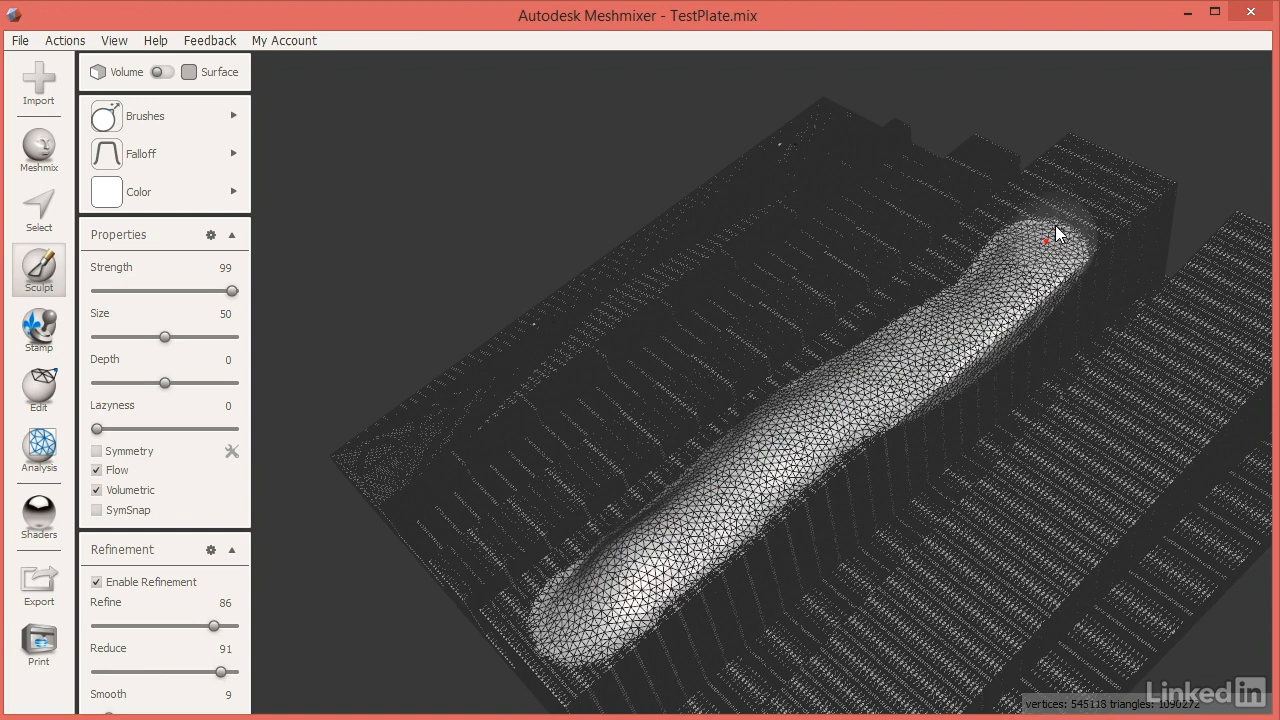 Autodesk Meshmixer - TestPlate.mix
File Actions View Help Feedback My Account
Import
Meshmix
Select
Sculpt
Stamp
Edit
Analysis
Shaders
Export
Print
Volume Surface
Brushes
Falloff
Color
Properties
Strength 99
Size 50
Depth 0
Lazyness 0
Symmetry
Flow
Volumetric
SymSnap
Refinement
Enable Refinement
Refine 86
Reduce 91
Smooth 9
vertices: 545118 triangles: 1090272
Linked in